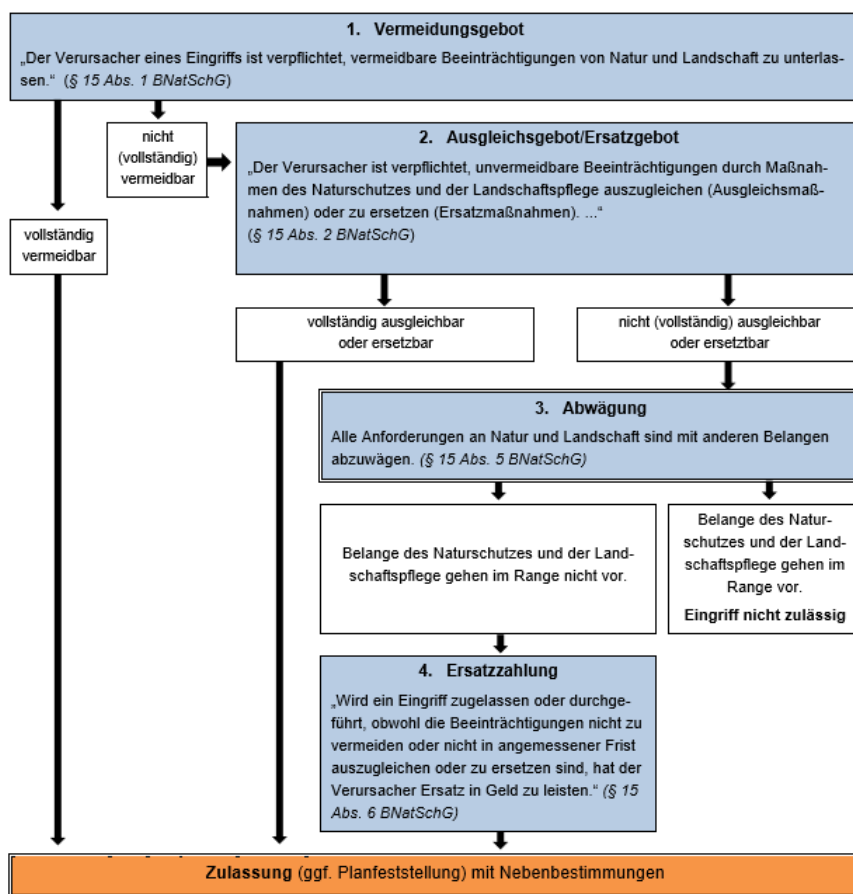 1. Vermeidungsgebot
„Der Verursacher eines Eingriffs ist verpflichtet, vermeidbare Beeinträchtigungen von Natur und Landschaft zu unterlas-
sen.“ (§ 15 Abs. 1 BNatSchG)
nicht
(vollständig)
vermeidbar
2. Ausgleichsgebot/Ersatzgebot
„Der Verursacher ist verpflichtet, unvermeidbare Beeinträchtigungen durch Maßnah-
men des Naturschutzes und der Landschaftspflege auszugleichen (Ausgleichsmaß-
nahmen) oder zu ersetzen (Ersatzmaßnahmen). ...“
(§ 15 Abs. 2 BNatSchG)
vollständig
vermeidbar
vollständig ausgleichbar
oder ersetzbar
nicht (vollständig) ausgleichbar
oder ersetztbar
3. Abwägung
Alle Anforderungen an Natur und Landschaft sind mit anderen Belangen
abzuwägen. (§ 15 Abs. 5 BNatSchG)
Belange des Naturschutzes und der Land-
schaftspflege gehen im Range nicht vor.
Belange des Natur-
schutzes und der Land-
schaftspflege gehen im
Range vor.
Eingriff nicht zulässig
4. Ersatzzahlung
„Wird ein Eingriff zugelassen oder durchge-
führt, obwohl die Beeinträchtigungen nicht zu
vermeiden oder nicht in angemessener Frist
auszugleichen oder zu ersetzen sind, hat der
Verursacher Ersatz in Geld zu leisten.“ (§ 15
Abs. 6 BNatSchG)
Zulassung (ggf. Planfeststellung) mit Nebenbestimmungen